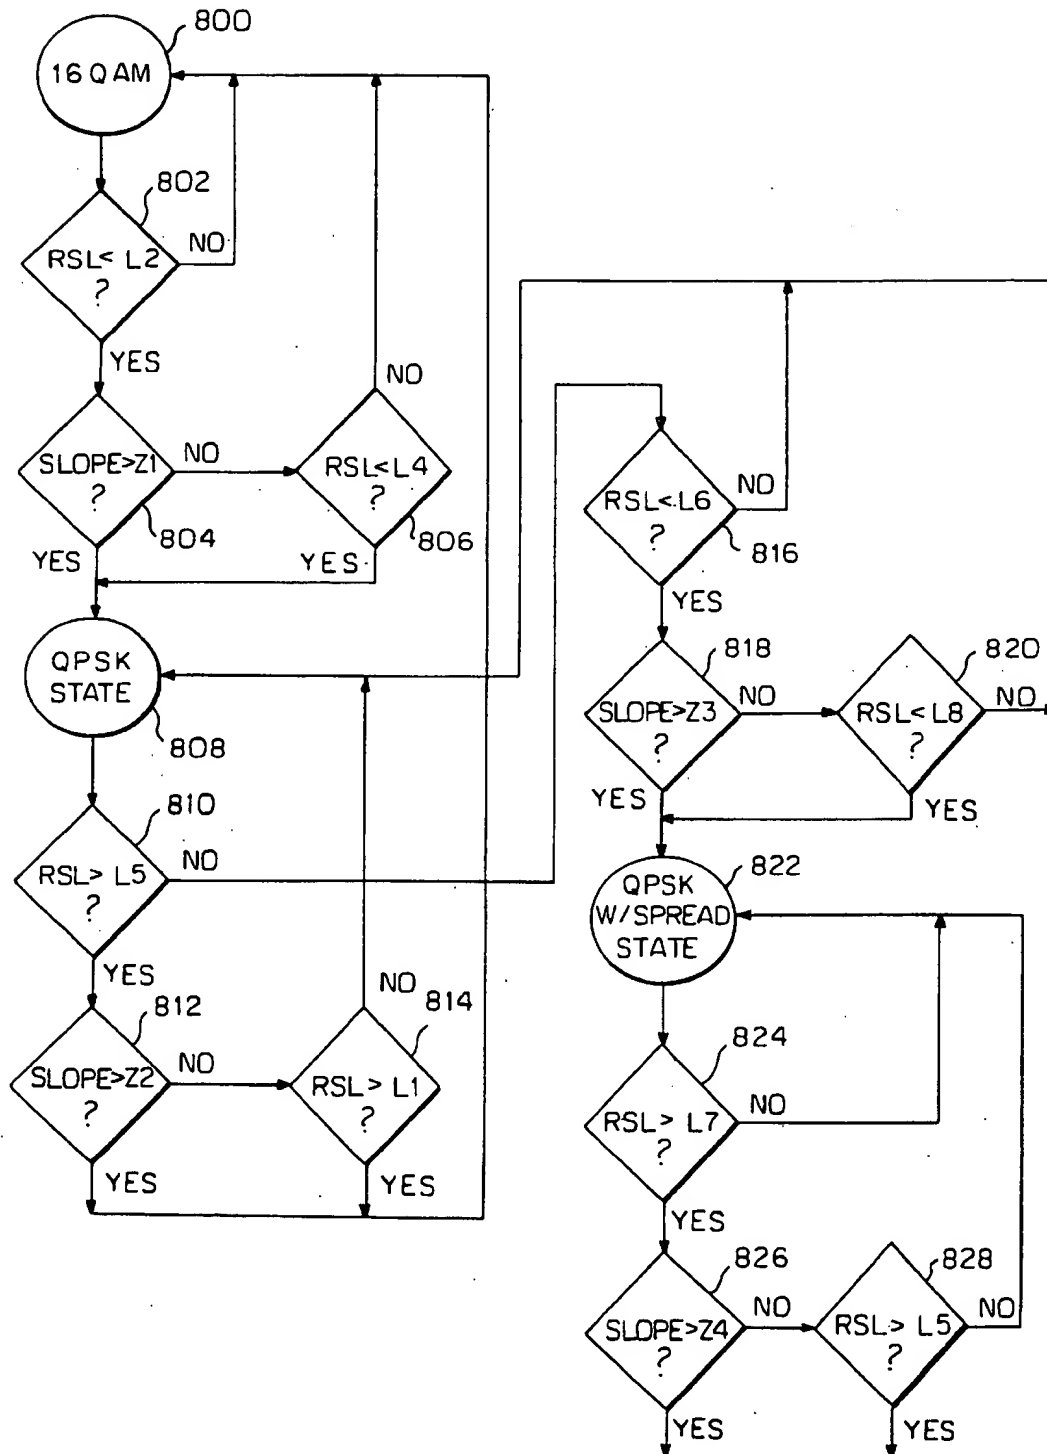 800
16 QAM
802
RSL< L2
?
NO
YES
SLOPE>Z1
?
NO
804
YES
RSL<L4
?
NO
806
YES
QPSK
STATE
808
810
RSL> L5
?
NO
YES
812
SLOPE>Z2
?
NO
YES
814
NO
RSL> L1
?
YES
RSL<L6
?
NO
816
YES
818
SLOPE>Z3
?
NO
YES
820
RSL<L8
?
NO
YES
822
QPSK
W/SPREAD
STATE
824
RSL> L7
?
NO
YES
826
SLOPE>Z4
?
NO
YES
828
RSL> L5
?
NO
YES